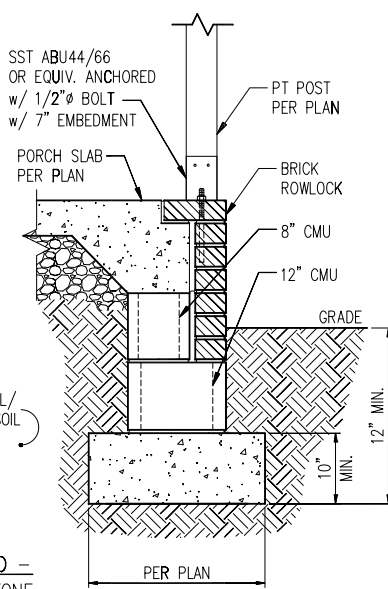 SST ABU44/66
OR EQUIV. ANCHORED
w/ 1/2"ø BOLT
w/ 7" EMBEDMENT
PT POST
PER PLAN
PORCH SLAB
PER PLAN
BRICK
ROWLOCK
8" CMU
12" CMU
GRADE
12" MIN.
10"
MIN.
L/
SOIL
PER PLAN